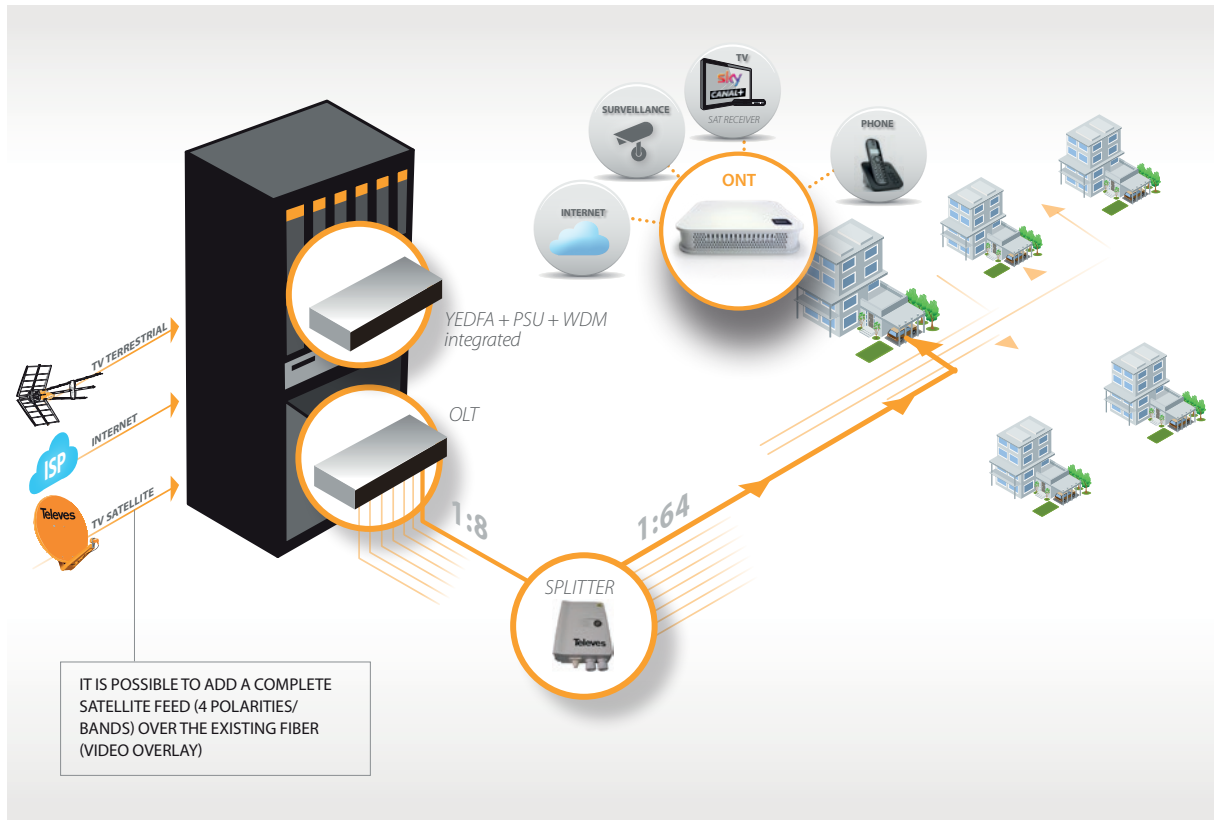 TV
sky
CANAL+
SAT RECEIVER
SURVEILLANCE
PHONE
ONT
INTERNET
YEDFA + PSU + WDM
integrated
TV TERRESTRIAL
OLT
INTERNET
ISP
TV SATELLITE
Televes
1:8
1:64
SPLITTER
Televes
IT IS POSSIBLE TO ADD A COMPLETE
SATELLITE FEED (4 POLARITIES/
BANDS) OVER THE EXISTING FIBER
(VIDEO OVERLAY)